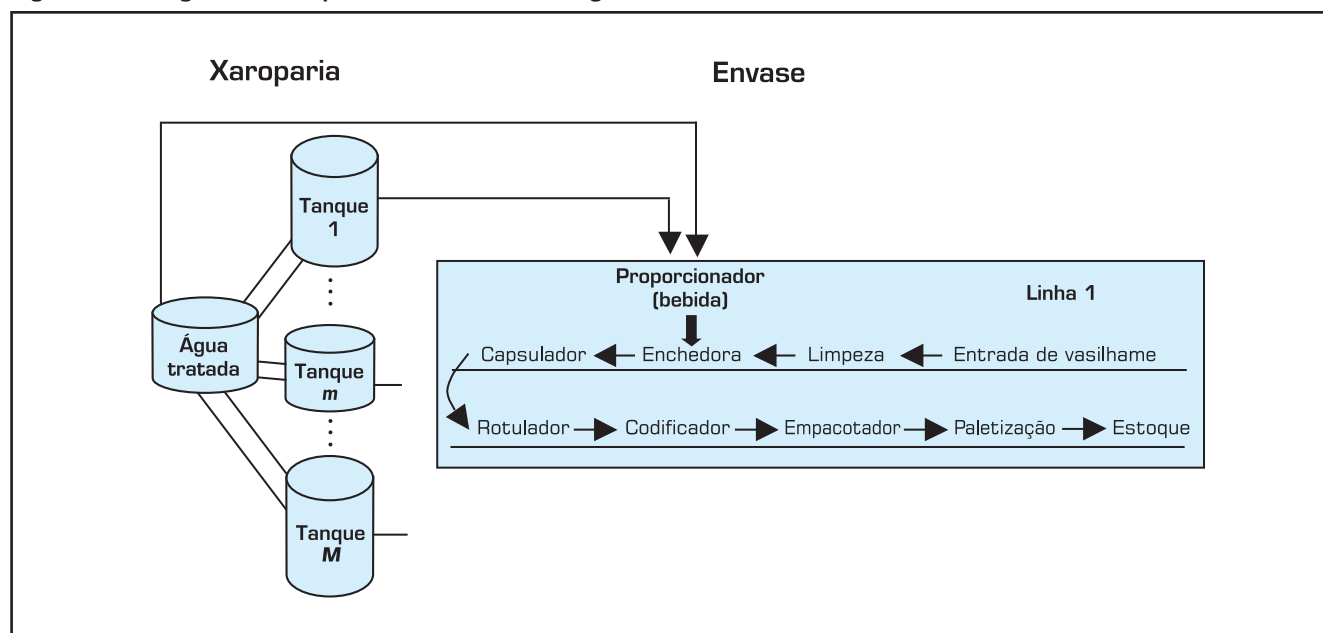 Xaroparia
Envase
Tanque
1
Água
tratada
Tanque
m
Tanque
M
Proporcionador
(bebida)
Linha 1
Capsulador
Enchedora
Limpeza
Entrada de vasilhame
Rotulador
Codificador
Empacotador
Paletização
Estoque